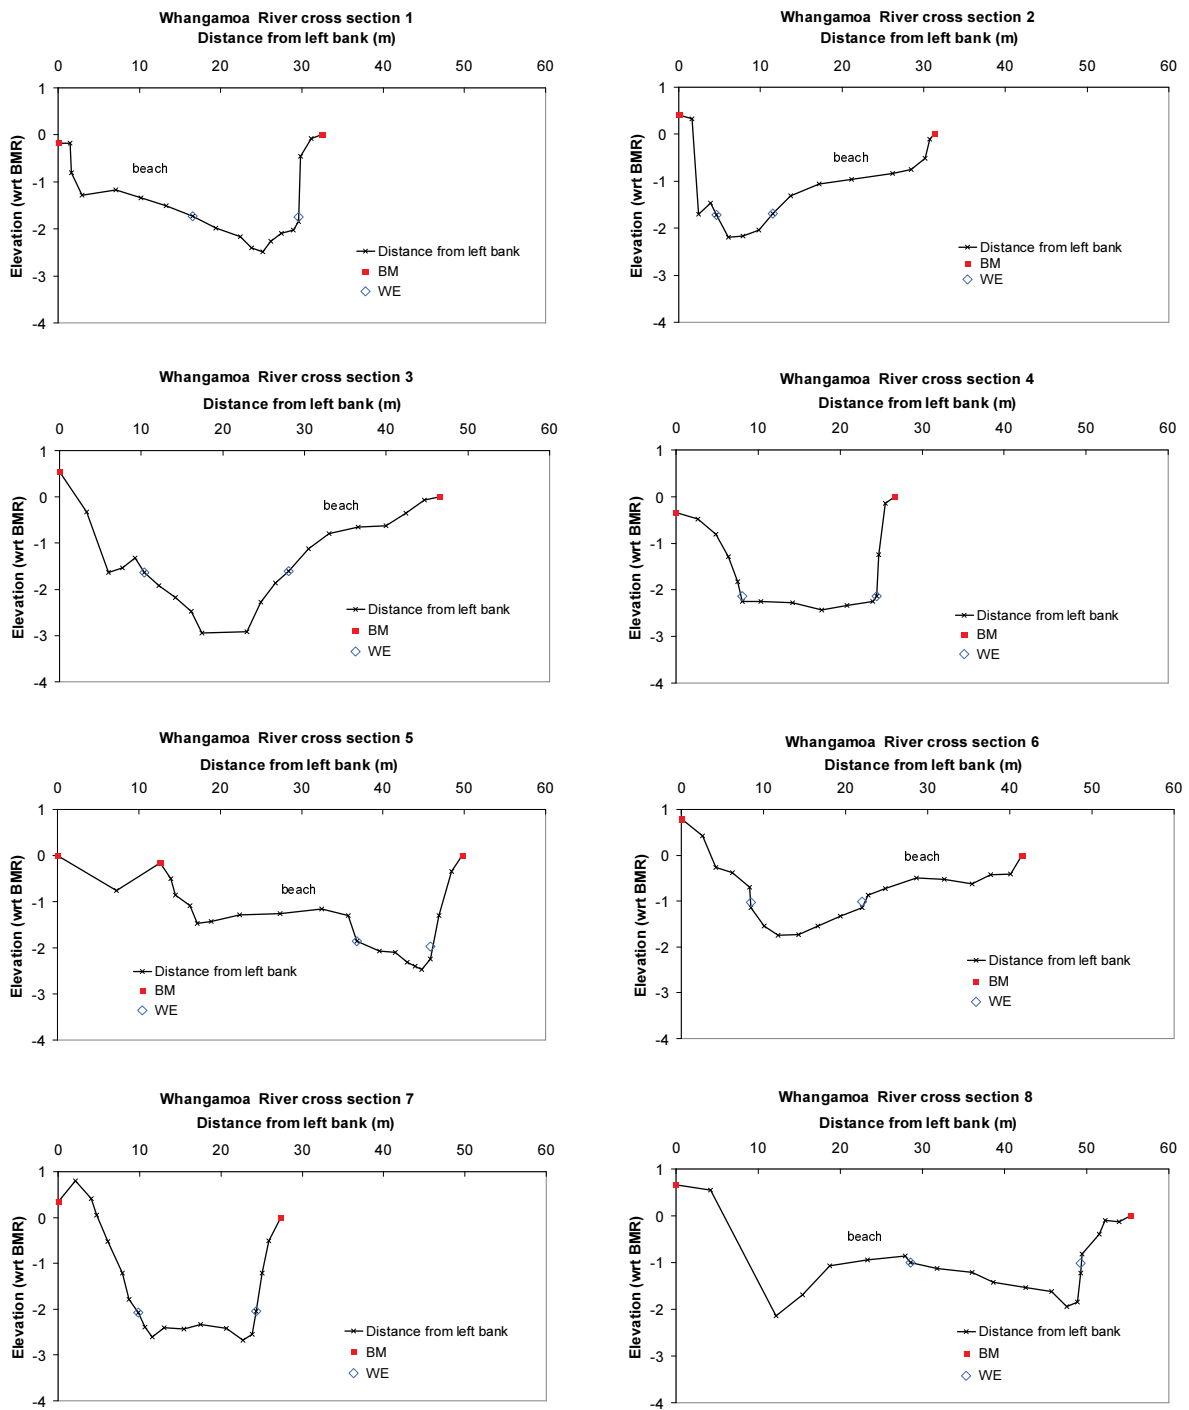 Whangamoa River cross section 1
Distance from left bank (m)
0 10 20 30 40 50 60
1
0
-1
-2
-3
-4
Elevation (wrt BMR)
beach
Distance from left bank
BM
WE
Whangamoa River cross section 2
Distance from left bank (m)
0 10 20 30 40 50 60
1
0
-1
-2
-3
-4
Elevation (wrt BMR)
beach
Distance from left bank
BM
WE
Whangamoa River cross section 3
Distance from left bank (m)
0 10 20 30 40 50 60
1
0
-1
-2
-3
-4
Elevation (wrt BMR)
beach
Distance from left bank
BM
WE
Whangamoa River cross section 4
Distance from left bank (m)
0 10 20 30 40 50 60
1
0
-1
-2
-3
-4
Elevation (wrt BMR)
Distance from left bank
BM
WE
Whangamoa River cross section 5
Distance from left bank (m)
0 10 20 30 40 50 60
1
0
-1
-2
-3
-4
Elevation (wrt BMR)
beach
Distance from left bank
BM
WE
Whangamoa River cross section 6
Distance from left bank (m)
0 10 20 30 40 50 60
1
0
-1
-2
-3
-4
Elevation (wrt BMR)
beach
Distance from left bank
BM
WE
Whangamoa River cross section 7
Distance from left bank (m)
0 10 20 30 40 50 60
1
0
-1
-2
-3
-4
Elevation (wrt BMR)
Distance from left bank
BM
WE
Whangamoa River cross section 8
Distance from left bank (m)
0 10 20 30 40 50 60
1
0
-1
-2
-3
-4
Elevation (wrt BMR)
beach
Distance from left bank
BM
WE